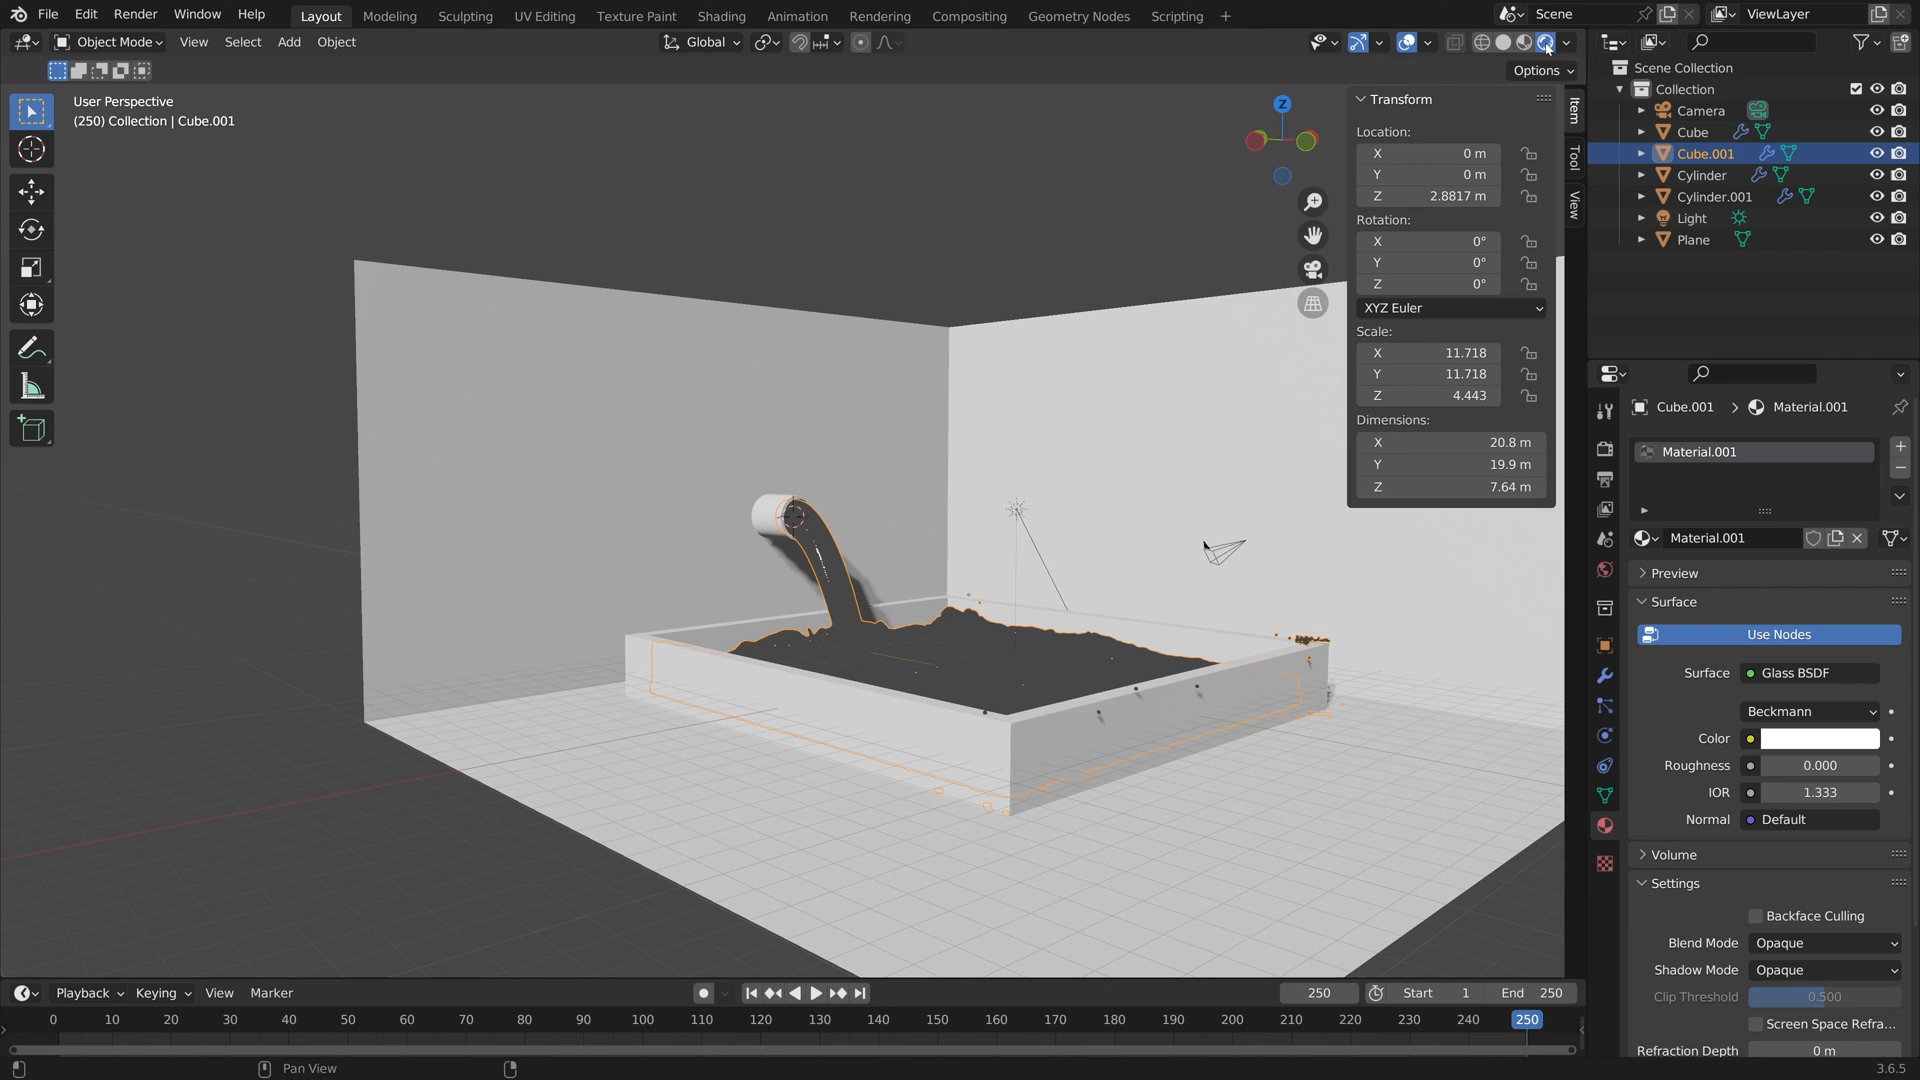 File Edit Render Window Help Layout Modeling Sculpting UV Editing Texture Paint Shading Animation Rendering Compositing Geometry Nodes Scripting + Scene ViewLayer
Object Mode View Select Add Object Global
Options
User Perspective
(250) Collection | Cube.001
Z
Transform
Location:
X 0 m
Y 0 m
Z 2.8817 m
Rotation:
X 0°
Y 0°
Z 0°
XYZ Euler
Scale:
X 11.718
Y 11.718
Z 4.443
Dimensions:
X 20.8 m
Y 19.9 m
Z 7.64 m
Item
Tool
View
Scene Collection
Collection
Camera
Cube
Cube.001
Cylinder
Cylinder.001
Light
Plane
Cube.001 > Material.001
Material.001
Material.001
Preview
Surface
Use Nodes
Surface Glass BSDF
Beckmann
Color
Roughness 0.000
IOR 1.333
Normal Default
Volume
Settings
Backface Culling
Blend Mode Opaque
Shadow Mode Opaque
Clip Threshold 0.500
Screen Space Refra...
Refraction Depth 0 m
Playback Keying View Marker 250 Start 1 End 250
0 10 20 30 40 50 60 70 80 90 100 110 120 130 140 150 160 170 180 190 200 210 220 230 240 250
Pan View 3.6.5